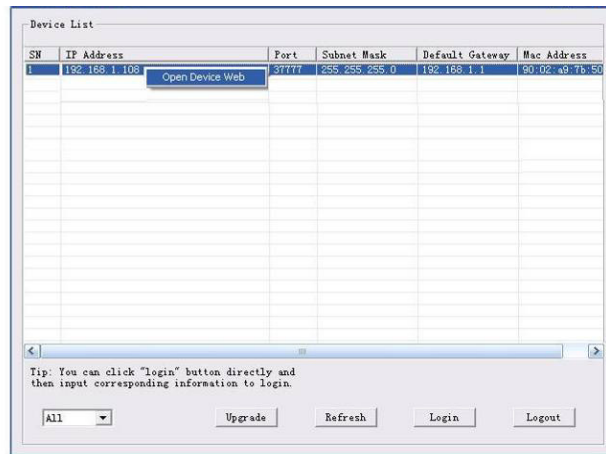 Device List
SN IP Address Port Subnet Mask Default Gateway Mac Address
1 192.168.1.108 37777 255.255.255.0 192.168.1.1 90:02:a9:7b:50
Open Device Web
Tip: You can click "login" button directly and
then input corresponding information to login.
All Upgrade Refresh Login Logout